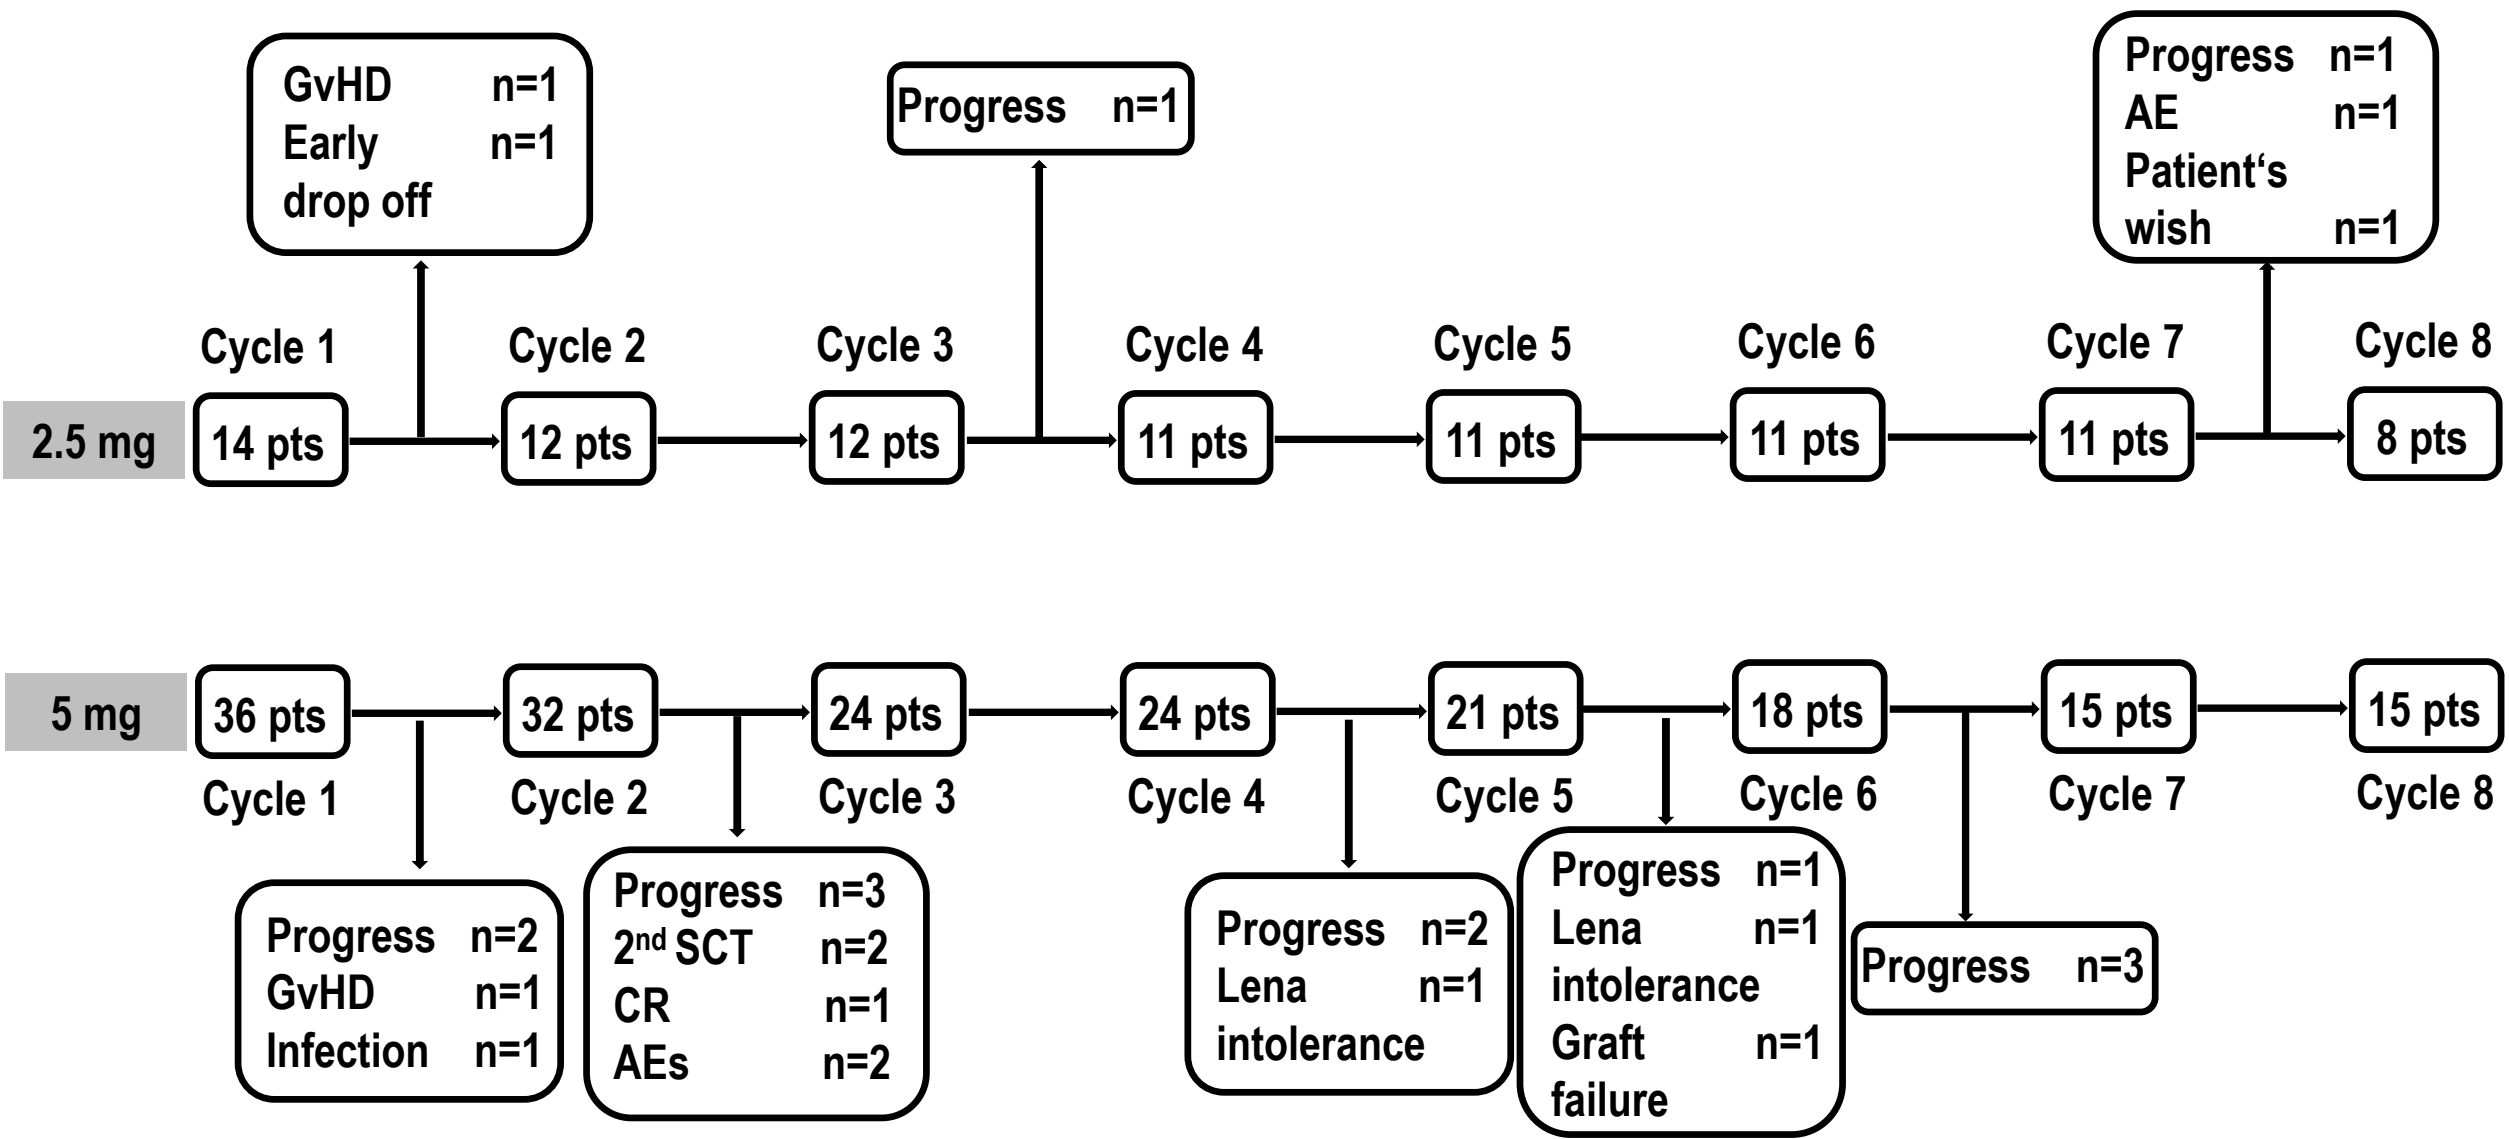 GvHD n=1
Early n=1
drop off
Progress n=1
Progress n=1
AE n=1
Patient‘s
wish n=1
Cycle 1 Cycle 2 Cycle 3 Cycle 4 Cycle 5 Cycle 6 Cycle 7 Cycle 8
2.5 mg 14 pts 12 pts 12 pts 11 pts 11 pts 11 pts 11 pts 8 pts
5 mg 36 pts 32 pts 24 pts 24 pts 21 pts 18 pts 15 pts 15 pts
Cycle 1 Cycle 2 Cycle 3 Cycle 4 Cycle 5 Cycle 6 Cycle 7 Cycle 8
Progress n=2
GvHD n=1
Infection n=1
Progress n=3
2nd SCT n=2
CR n=1
AEs n=2
Progress n=2
Lena n=1
intolerance
Progress n=1
Lena n=1
intolerance
Graft n=1
failure
Progress n=3